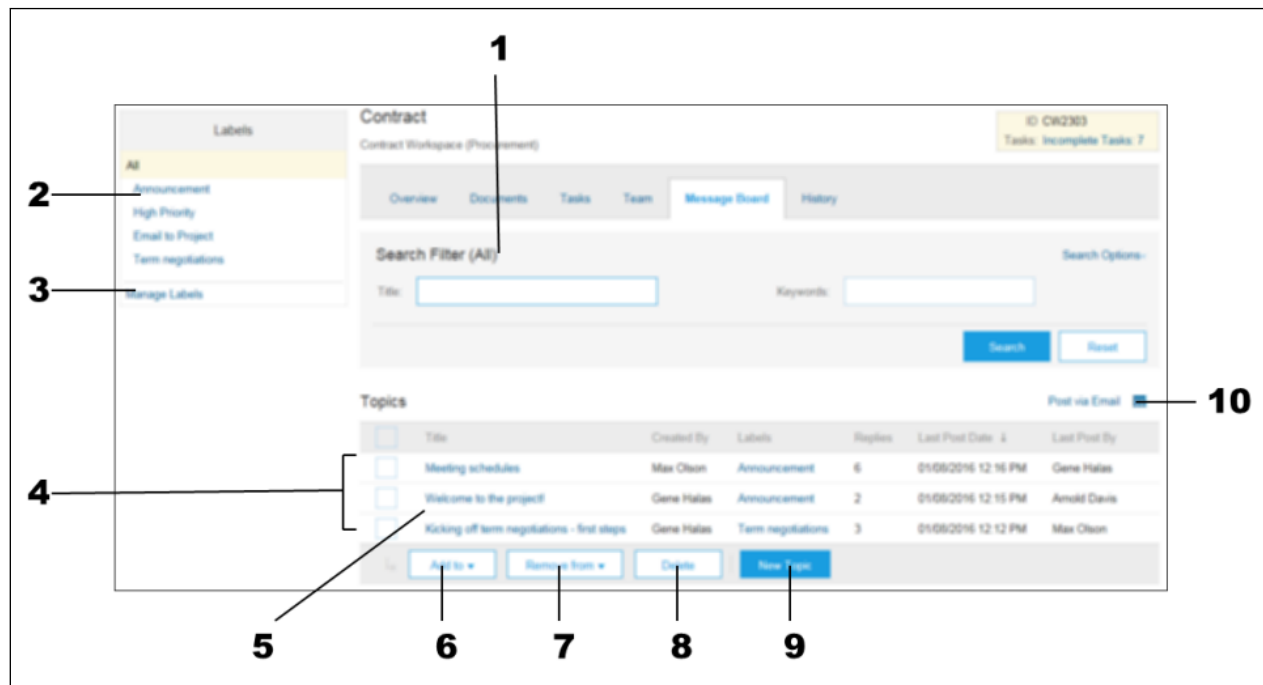 1
Labels
Contract
ID CW2303
Contract Workspace (Procurement)
Tasks: Incomplete Tasks: 7
All
2
Announcement
Overview Documents Tasks Team Message Board History
High Priority
Email to Project
Term negotiations
Search Filter (All)
Search Options-
3
Manage Labels
Title:
Keywords:
Search Reset
Topics
Post via Email
10
Title Created By Labels Replies Last Post Date ↓ Last Post By
4
Meeting schedules Max Olson Announcement 6 01/08/2016 12:16 PM Gene Halas
Welcome to the project! Gene Halas Announcement 2 01/08/2016 12:15 PM Arnold Davis
Kicking off term negotiations - first steps Gene Halas Term negotiations 3 01/08/2016 12:12 PM Max Olson
Add to ▾ Remove from ▾ Delete New Topic
5 6 7 8 9